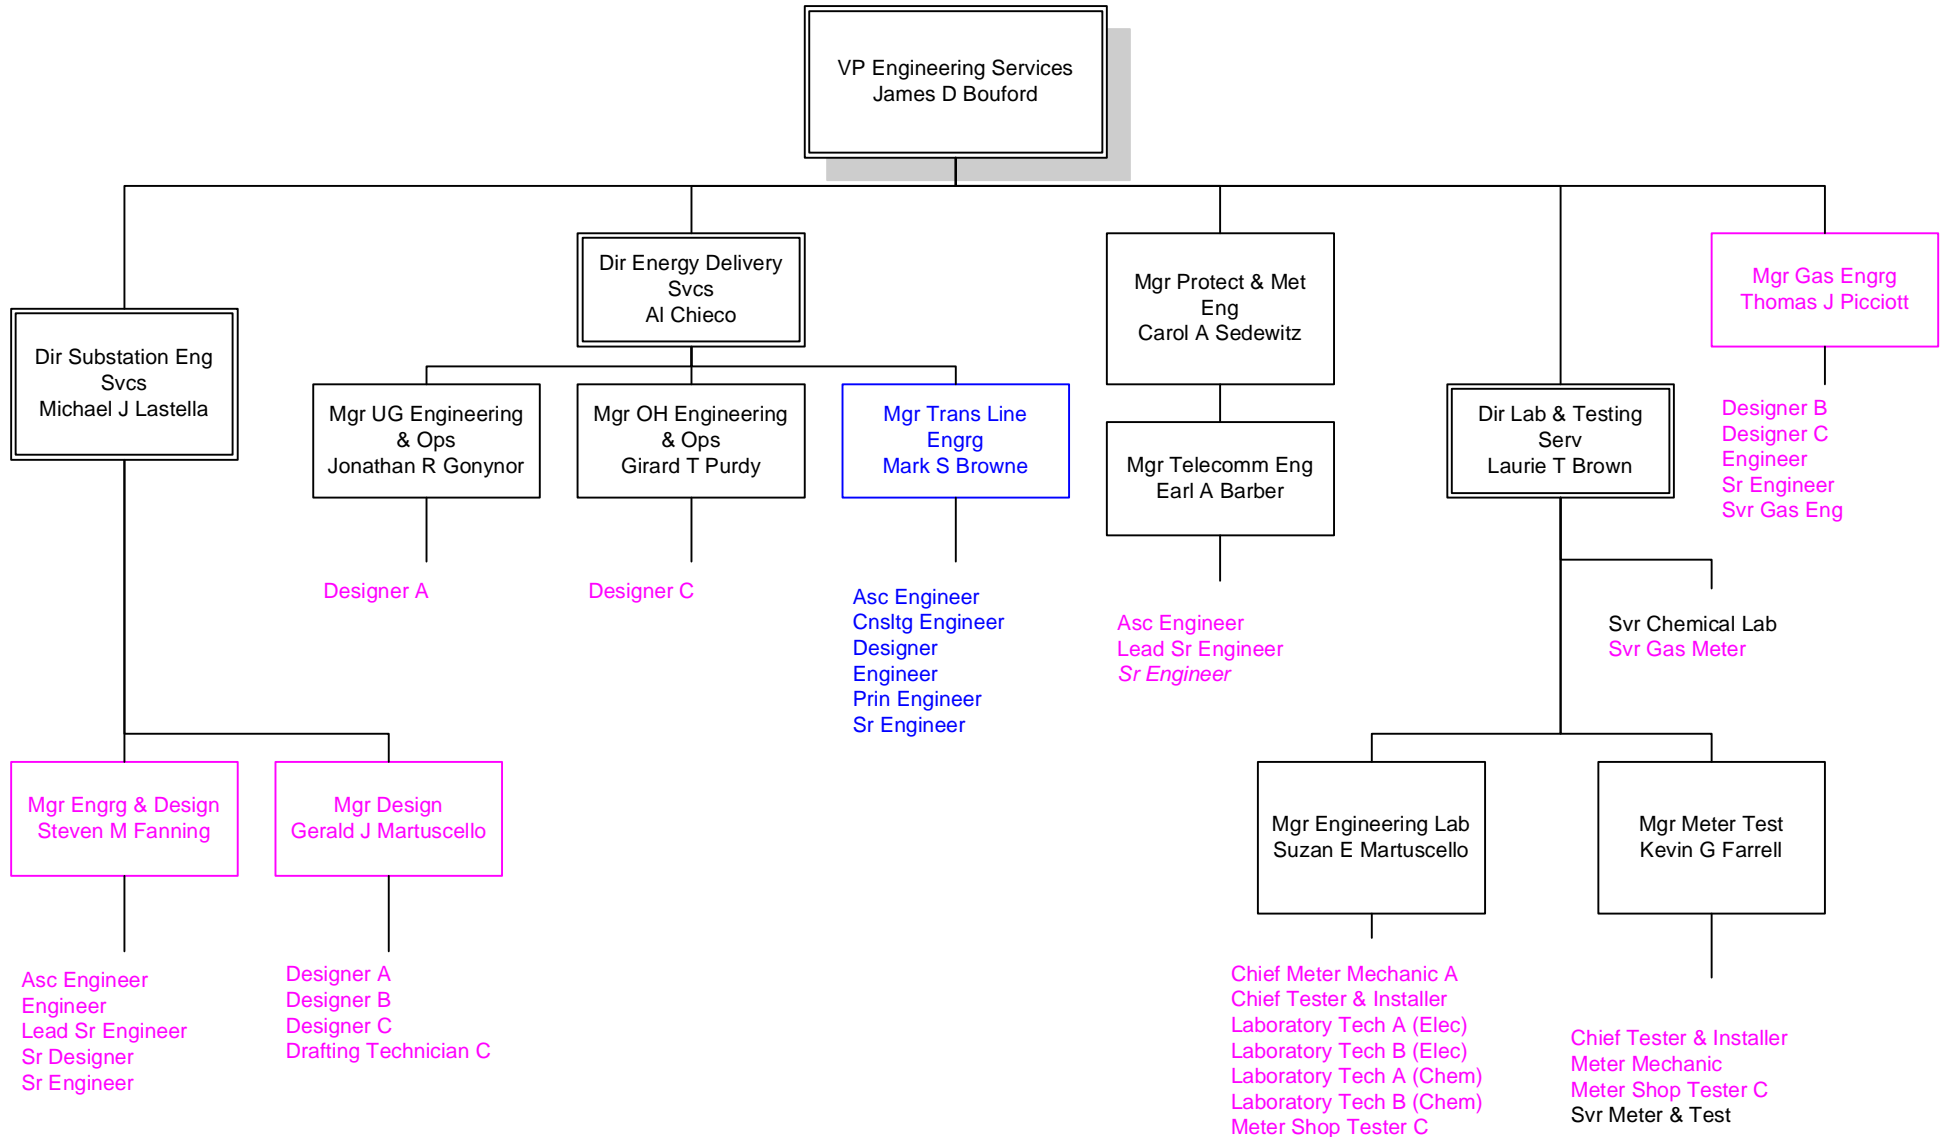 VP Engineering Services
James D Bouford
Dir Substation Eng
Svcs
Michael J Lastella
Dir Energy Delivery
Svcs
Al Chieco
Mgr Protect & Met
Eng
Carol A Sedewitz
Mgr Gas Engrg
Thomas J Picciott
Mgr UG Engineering
& Ops
Jonathan R Gonynor
Mgr OH Engineering
& Ops
Girard T Purdy
Mgr Trans Line
Engrg
Mark S Browne
Mgr Telecomm Eng
Earl A Barber
Dir Lab & Testing
Serv
Laurie T Brown
Designer B
Designer C
Engineer
Sr Engineer
Svr Gas Eng
Designer A
Designer C
Asc Engineer
Cnsltg Engineer
Designer
Engineer
Prin Engineer
Sr Engineer
Asc Engineer
Lead Sr Engineer
Sr Engineer
Svr Chemical Lab
Svr Gas Meter
Mgr Engrg & Design
Steven M Fanning
Mgr Design
Gerald J Martuscello
Mgr Engineering Lab
Suzan E Martuscello
Mgr Meter Test
Kevin G Farrell
Asc Engineer
Engineer
Lead Sr Engineer
Sr Designer
Sr Engineer
Designer A
Designer B
Designer C
Drafting Technician C
Chief Meter Mechanic A
Chief Tester & Installer
Laboratory Tech A (Elec)
Laboratory Tech B (Elec)
Laboratory Tech A (Chem)
Laboratory Tech B (Chem)
Meter Shop Tester C
Chief Tester & Installer
Meter Mechanic
Meter Shop Tester C
Svr Meter & Test